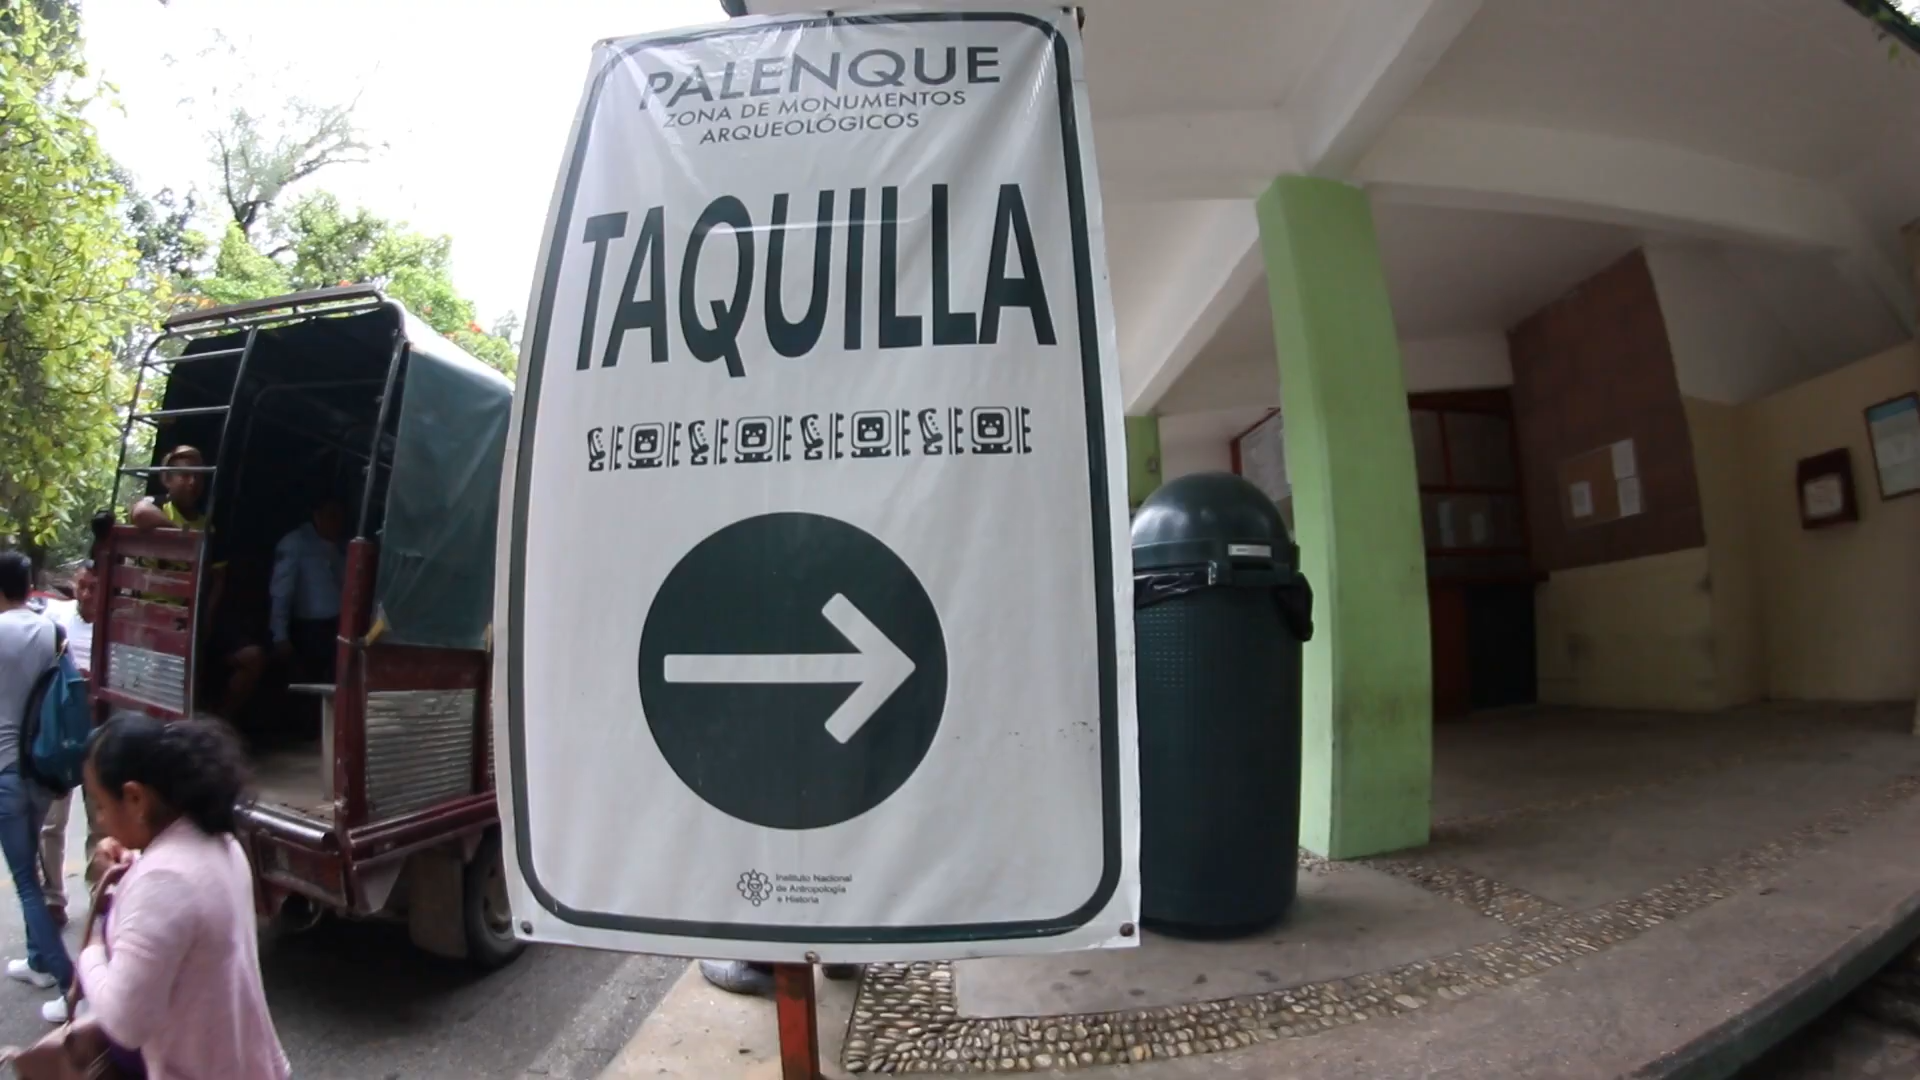 PALENQUE
ZONA DE MONUMENTOS
ARQUEOLÓGICOS
TAQUILLA
Instituto Nacional
de Antropología
e Historia